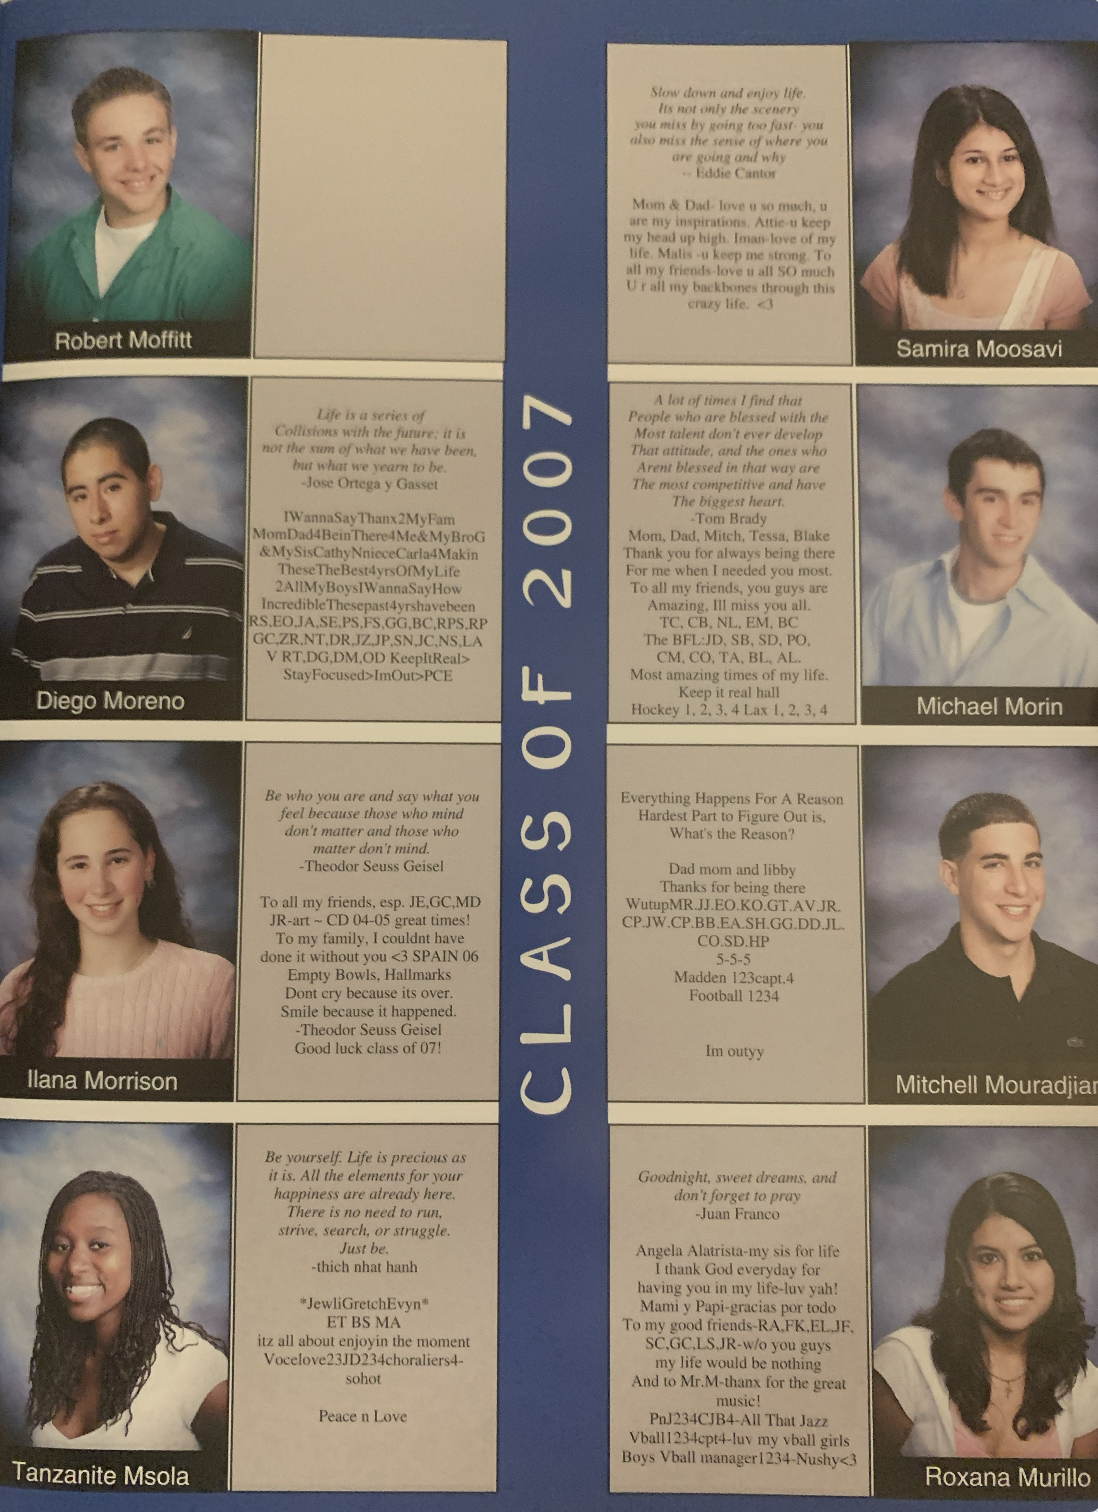 Robert Moffitt
Slow down and enjoy life.
Its not only the scenery
you miss by going too fast- you
also miss the sense of where you
are going and why
-- Eddie Cantor
Mom & Dad- love u so much, u
are my inspirations. Attie-u keep
my head up high. Iman-love of my
life. Malis -u keep me strong. To
all my friends-love u all SO much
U r all my backbones through this
crazy life. <3
Samira Moosavi
Diego Moreno
Life is a series of
Collisions with the future; it is
not the sum of what we have been,
but what we yearn to be.
-Jose Ortega y Gasset
IWannaSayThanx2MyFam
MomDad4BeinThere4Me&MyBroG
&MySisCathyNnieceCarla4Makin
TheseTheBest4yrsOfMyLife
2AllMyBoysIWannaSayHow
IncredibleThesepast4yrshavebeen
RS,EO,JA,SE,PS,FS,GG,BC,RPS,RP
GC,ZR,NT,DR,JZ,JP,SN,JC,NS,LA
V RT,DG,DM,OD KeepItReal>
StayFocused>ImOut>PCE
A lot of times I find that
People who are blessed with the
Most talent don't ever develop
That attitude, and the ones who
Arent blessed in that way are
The most competitive and have
The biggest heart.
-Tom Brady
Mom, Dad, Mitch, Tessa, Blake
Thank you for always being there
For me when I needed you most.
To all my friends, you guys are
Amazing, Ill miss you all.
TC, CB, NL, EM, BC
The BFL:JD, SB, SD, PO,
CM, CO, TA, BL, AL.
Most amazing times of my life.
Keep it real hall
Hockey 1, 2, 3, 4 Lax 1, 2, 3, 4
Michael Morin
CLASS OF 2007
Ilana Morrison
Be who you are and say what you
feel because those who mind
don't matter and those who
matter don't mind.
-Theodor Seuss Geisel
To all my friends, esp. JE,GC,MD
JR-art ~ CD 04-05 great times!
To my family, I couldnt have
done it without you <3 SPAIN 06
Empty Bowls, Hallmarks
Dont cry because its over.
Smile because it happened.
-Theodor Seuss Geisel
Good luck class of 07!
Everything Happens For A Reason
Hardest Part to Figure Out is,
What's the Reason?
Dad mom and libby
Thanks for being there
WutupMR.JJ.EO.KO.GT.AV.JR.
CP.JW.CP.BB.EA.SH.GG.DD.JL.
CO.SD.HP
5-5-5
Madden 123capt.4
Football 1234
Im outyy
Mitchell Mouradjian
Tanzanite Msola
Be yourself. Life is precious as
it is. All the elements for your
happiness are already here.
There is no need to run,
strive, search, or struggle.
Just be.
-thich nhat hanh
*JewliGretchEvyn*
ET BS MA
itz all about enjoyin the moment
Vocelove23JD234choraliers4-
sohot
Peace n Love
Goodnight, sweet dreams, and
don't forget to pray
-Juan Franco
Angela Alatrista-my sis for life
I thank God everyday for
having you in my life-luv yah!
Mami y Papi-gracias por todo
To my good friends-RA,FK,EL,JF,
SC,GC,LS,JR-w/o you guys
my life would be nothing
And to Mr.M-thanx for the great
music!
PnJ234CJB4-All That Jazz
Vball1234cpt4-luv my vball girls
Boys Vball manager1234-Nushy<3
Roxana Murillo